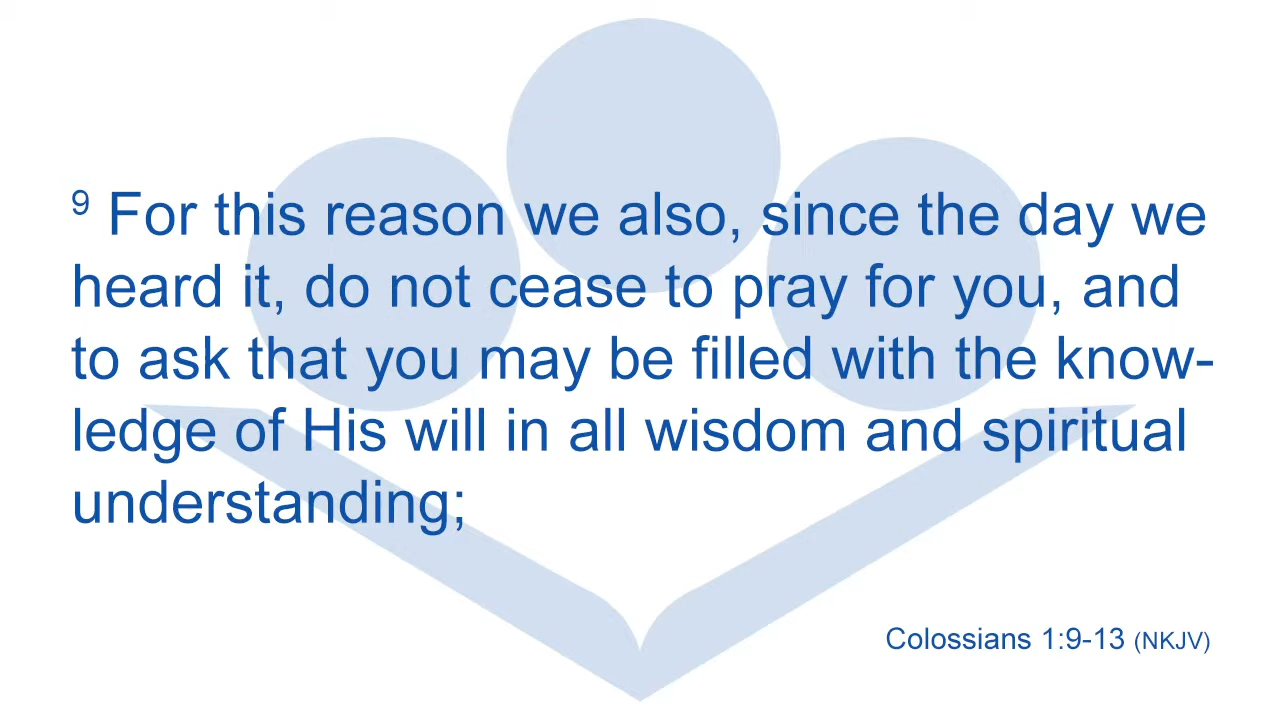 9 For this reason we also, since the day we
heard it, do not cease to pray for you, and
to ask that you may be filled with the know-
ledge of His will in all wisdom and spiritual
understanding;
Colossians 1:9-13 (NKJV)